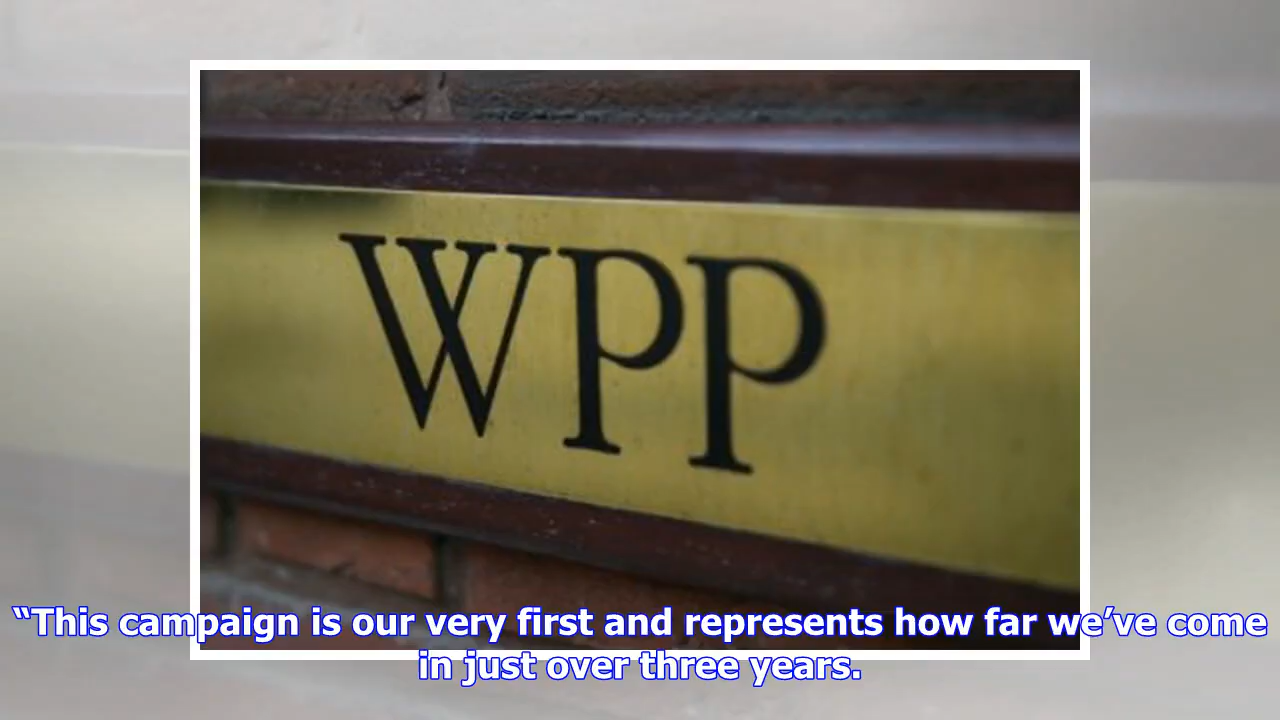 WPP
“This campaign is our very first and represents how far we’ve come
in just over three years.